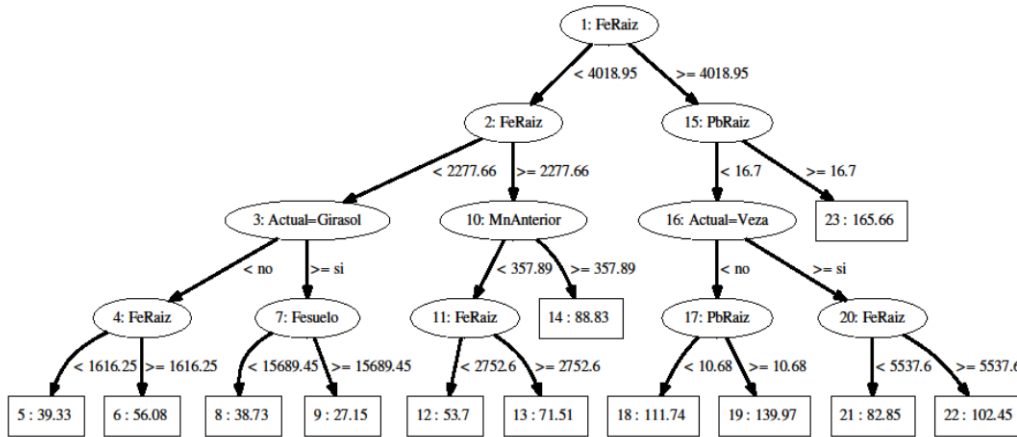 1: FeRaiz
< 4018.95 >= 4018.95
2: FeRaiz 15: PbRaiz
< 2277.66 >= 2277.66 < 16.7 >= 16.7
3: Actual=Girasol 10: MnAnterior 16: Actual=Veza 23 : 165.66
< no >= si < 357.89 >= 357.89 < no >= si
4: FeRaiz 7: Fesuelo 11: FeRaiz 14 : 88.83 17: PbRaiz 20: FeRaiz
< 1616.25 >= 1616.25 < 15689.45 >= 15689.45 < 2752.6 >= 2752.6 < 10.68 >= 10.68 < 5537.6 >= 5537.6
5 : 39.33 6 : 56.08 8 : 38.73 9 : 27.15 12 : 53.7 13 : 71.51 18 : 111.74 19 : 139.97 21 : 82.85 22 : 102.45